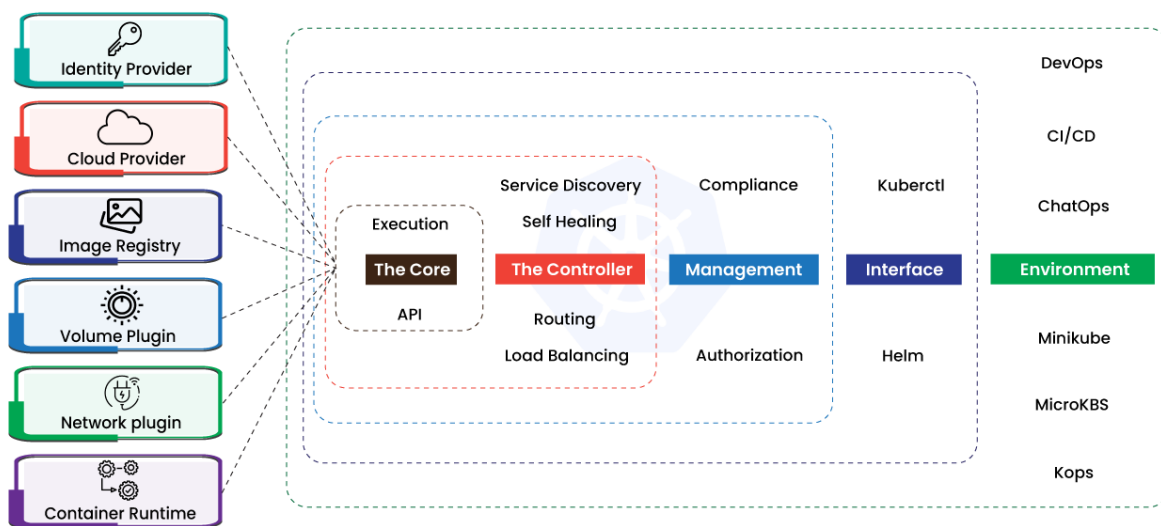 Identity Provider
Cloud Provider
Image Registry
Volume Plugin
Network plugin
Container Runtime
Execution
The Core
API
Service Discovery
Self Healing
The Controller
Routing
Load Balancing
Compliance
Management
Authorization
Kuberctl
Interface
Helm
DevOps
CI/CD
ChatOps
Environment
Minikube
MicroKBS
Kops